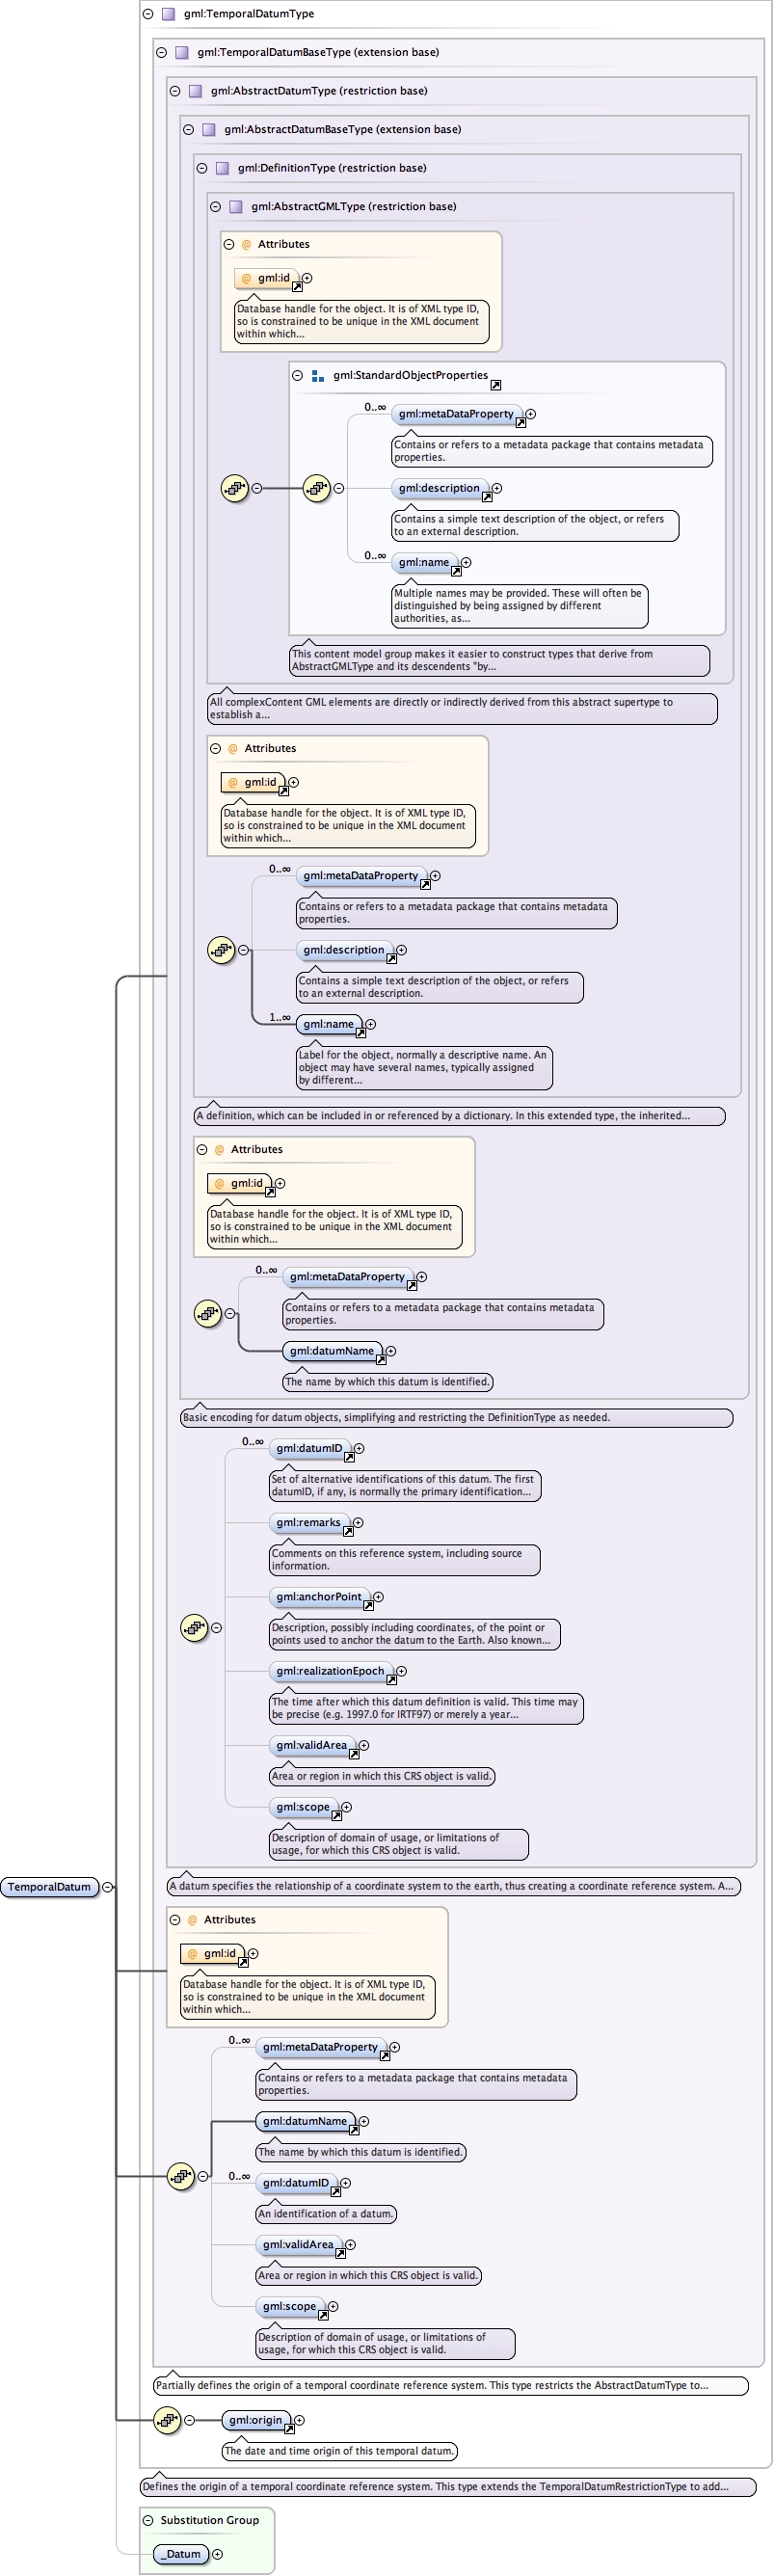 gml:TemporalDatumType
gml:TemporalDatumBaseType (extension base)
gml:AbstractDatumType (restriction base)
gml:AbstractDatumBaseType (extension base)
gml:DefinitionType (restriction base)
gml:AbstractGMLType (restriction base)
@ Attributes
@ gml:id
Database handle for the object. It is of XML type ID,
so is constrained to be unique in the XML document
within which...
gml:StandardObjectProperties
0..∞
gml:metaDataProperty
Contains or refers to a metadata package that contains metadata
properties.
gml:description
Contains a simple text description of the object, or refers
to an external description.
0..∞
gml:name
Multiple names may be provided. These will often be
distinguished by being assigned by different
authorities, as...
This content model group makes it easier to construct types that derive from
AbstractGMLType and its descendents "by...
All complexContent GML elements are directly or indirectly derived from this abstract supertype to
establish a...
@ Attributes
@ gml:id
Database handle for the object. It is of XML type ID,
so is constrained to be unique in the XML document
within which...
0..∞
gml:metaDataProperty
Contains or refers to a metadata package that contains metadata
properties.
gml:description
Contains a simple text description of the object, or refers
to an external description.
1..∞
gml:name
Label for the object, normally a descriptive name. An
object may have several names, typically assigned
by different...
A definition, which can be included in or referenced by a dictionary. In this extended type, the inherited...
@ Attributes
@ gml:id
Database handle for the object. It is of XML type ID,
so is constrained to be unique in the XML document
within which...
0..∞
gml:metaDataProperty
Contains or refers to a metadata package that contains metadata
properties.
gml:datumName
The name by which this datum is identified.
Basic encoding for datum objects, simplifying and restricting the DefinitionType as needed.
0..∞
gml:datumID
Set of alternative identifications of this datum. The first
datumID, if any, is normally the primary identification...
gml:remarks
Comments on this reference system, including source
information.
gml:anchorPoint
Description, possibly including coordinates, of the point or
points used to anchor the datum to the Earth. Also known...
gml:realizationEpoch
The time after which this datum definition is valid. This time may
be precise (e.g. 1997.0 for IRTF97) or merely a year...
gml:validArea
Area or region in which this CRS object is valid.
gml:scope
Description of domain of usage, or limitations of
usage, for which this CRS object is valid.
TemporalDatum
A datum specifies the relationship of a coordinate system to the earth, thus creating a coordinate reference system. A...
@ Attributes
@ gml:id
Database handle for the object. It is of XML type ID,
so is constrained to be unique in the XML document
within which...
0..∞
gml:metaDataProperty
Contains or refers to a metadata package that contains metadata
properties.
gml:datumName
The name by which this datum is identified.
0..∞
gml:datumID
An identification of a datum.
gml:validArea
Area or region in which this CRS object is valid.
gml:scope
Description of domain of usage, or limitations of
usage, for which this CRS object is valid.
Partially defines the origin of a temporal coordinate reference system. This type restricts the AbstractDatumType to...
gml:origin
The date and time origin of this temporal datum.
Defines the origin of a temporal coordinate reference system. This type extends the TemporalDatumRestrictionType to add...
Substitution Group
_Datum